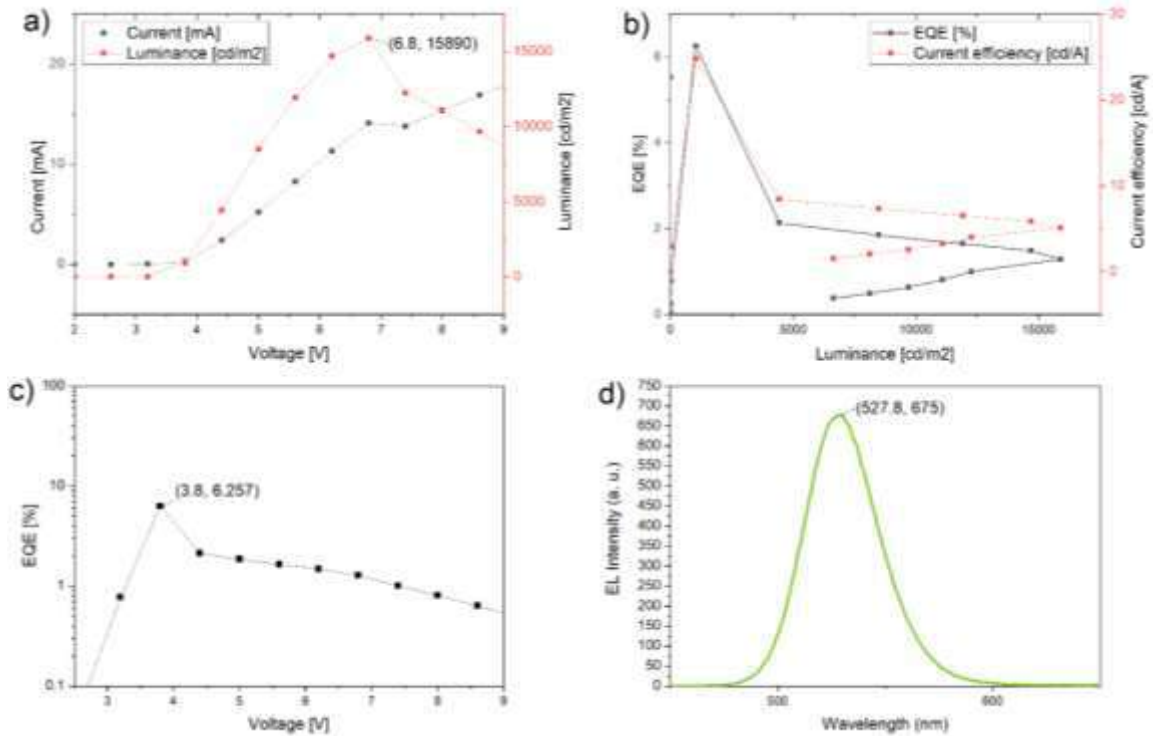 a)
Current [mA]
Luminance [cd/m2]
(6.8, 15890)
20
10
0
Current [mA]
15000
10000
5000
0
Luminance [cd/m2]
2 3 4 5 6 7 8 9
Voltage [V]
b)
EQE [%]
Current efficiency [cd/A]
6
4
2
0
EQE [%]
30
20
10
0
Current efficiency [cd/A]
0 5000 10000 15000
Luminance [cd/m2]
c)
100
10
1
0.1
EQE [%]
(3.8, 6.257)
3 4 5 6 7 8 9
Voltage [V]
d)
750
700
650
600
550
500
450
400
350
300
250
200
150
100
50
0
EL Intensity (a. u.)
(527.8, 675)
500 600
Wavelength (nm)